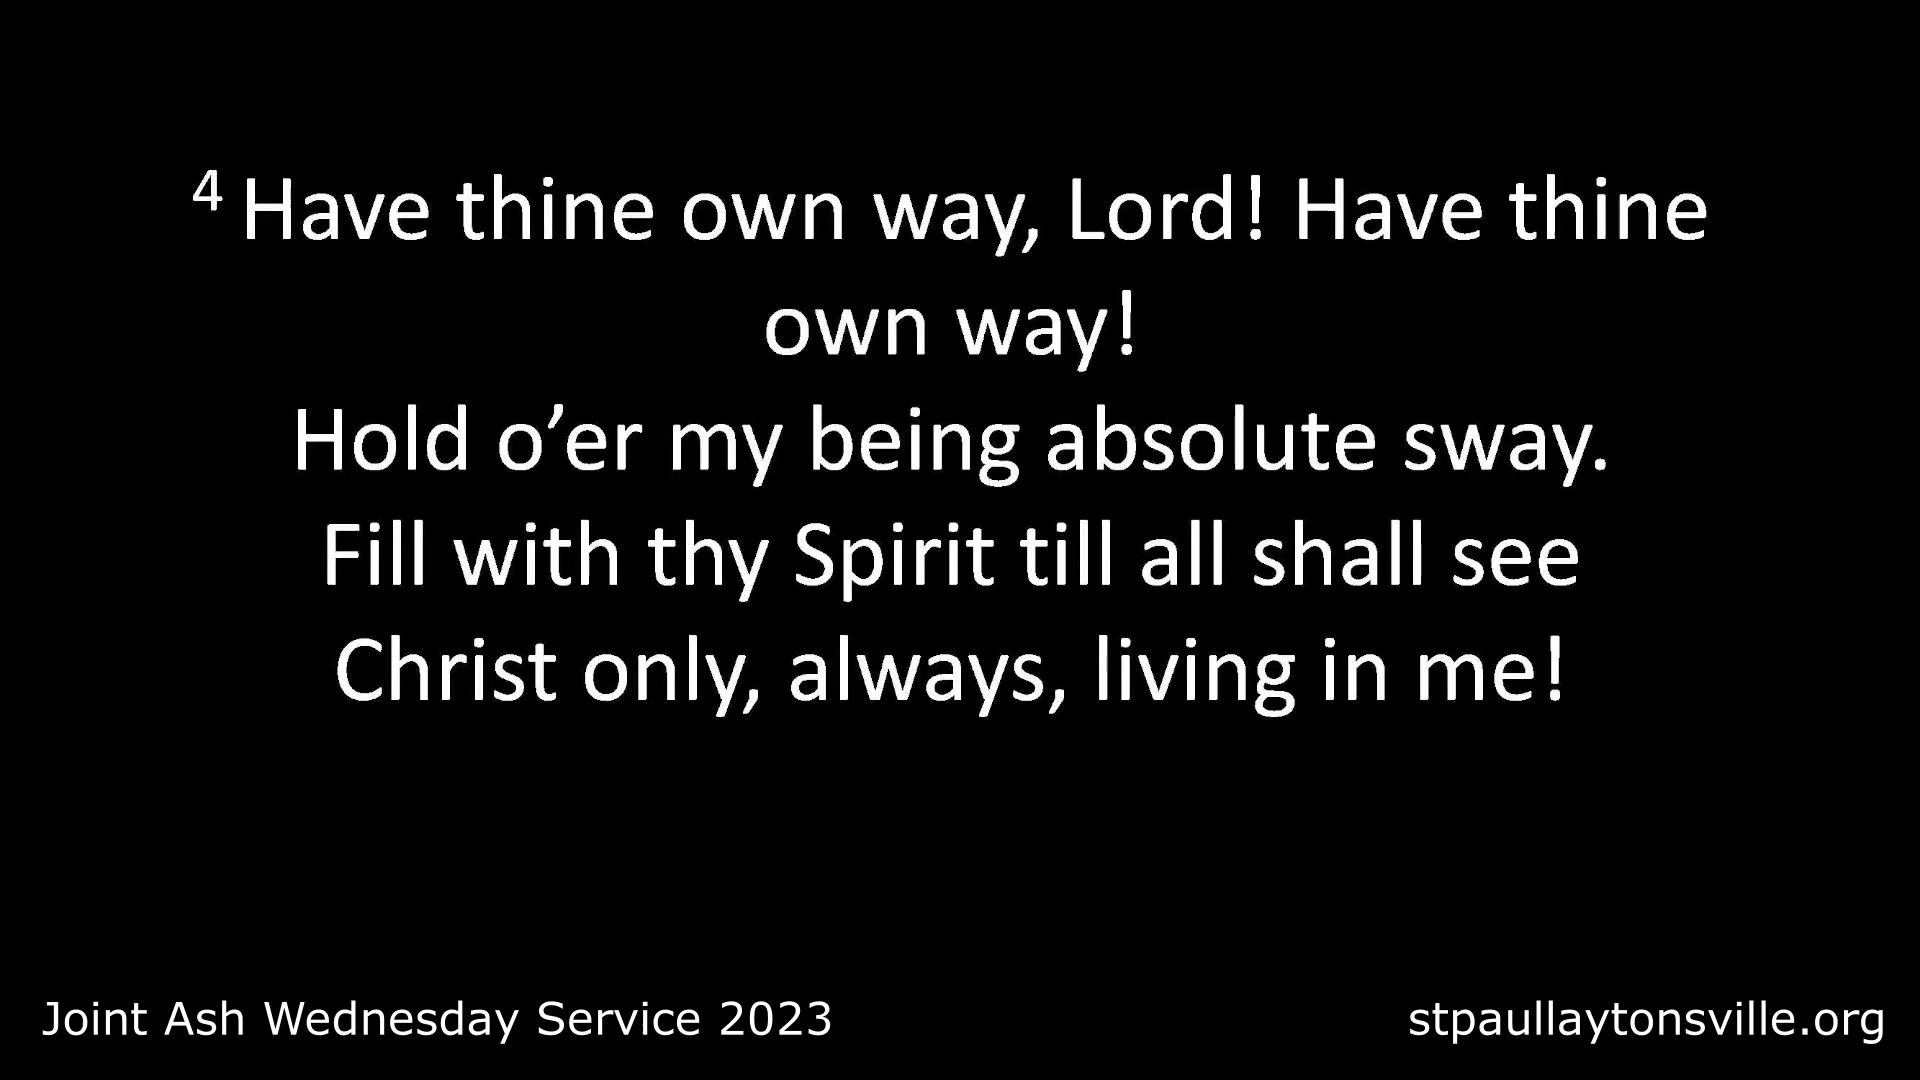 4 Have thine own way, Lord! Have thine
own way!
Hold o’er my being absolute sway.
Fill with thy Spirit till all shall see
Christ only, always, living in me!
Joint Ash Wednesday Service 2023
stpaullaytonsville.org